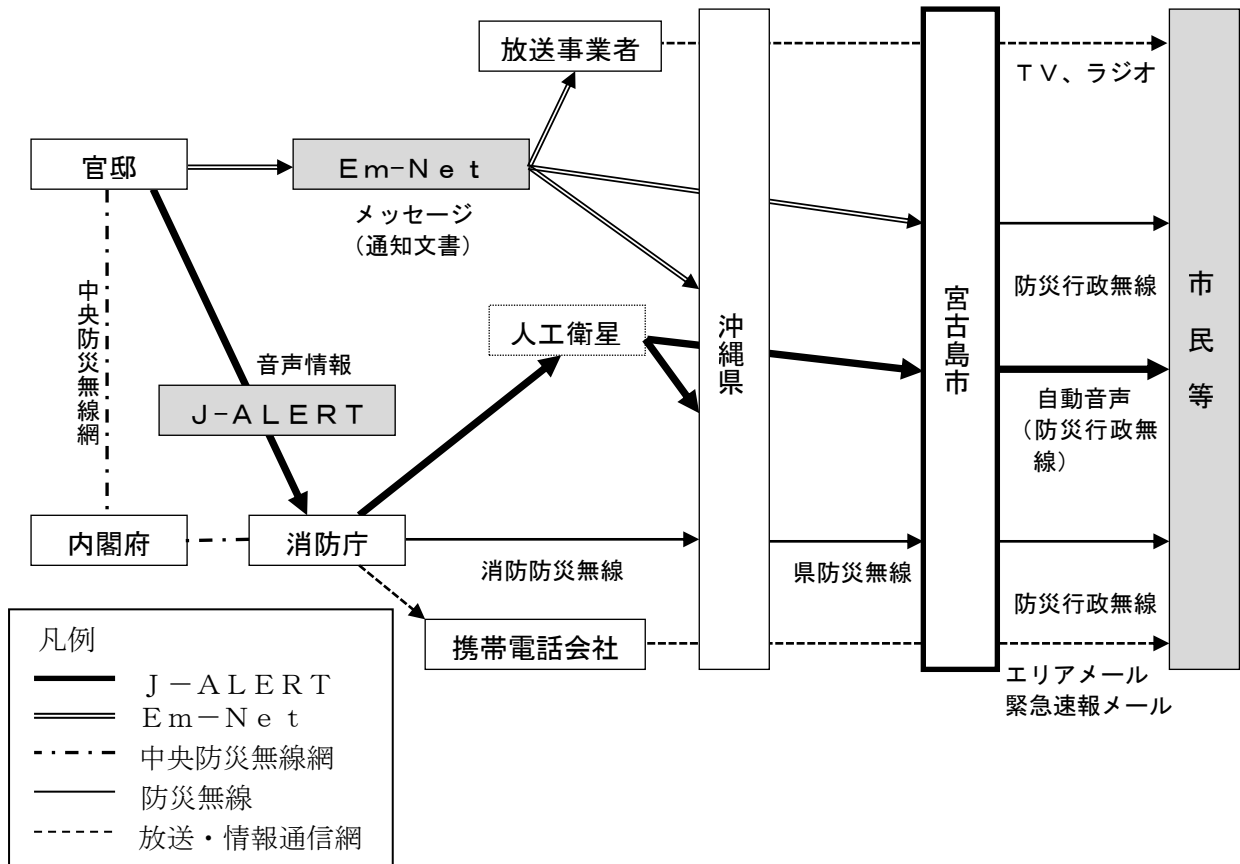 放送事業者
ＴＶ、ラジオ
官邸
Ｅｍ−Ｎｅｔ
メッセージ
（通知文書）
防災行政無線
中央防災無線網
人工衛星
沖縄県
宮古島市
市民等
音声情報
Ｊ−ＡＬＥＲＴ
自動音声
（防災行政無
線）
内閣府
消防庁
消防防災無線
県防災無線
防災行政無線
携帯電話会社
エリアメール
緊急速報メール
凡例
Ｊ－ＡＬＥＲＴ
Ｅｍ－Ｎｅｔ
中央防災無線網
防災無線
放送・情報通信網